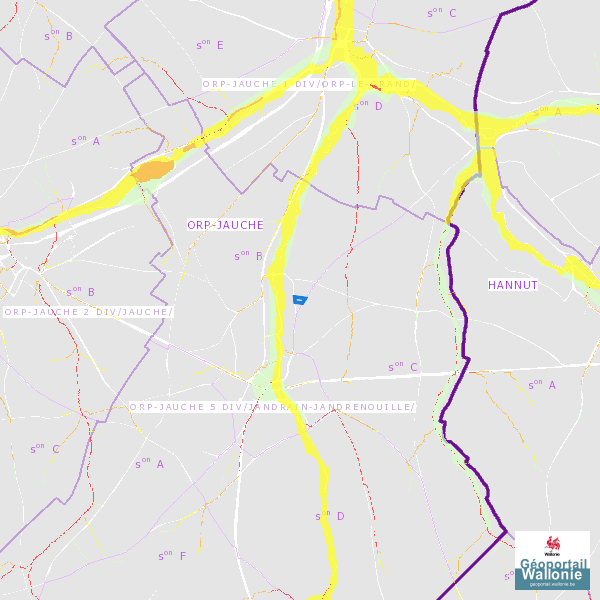 sᵒⁿ C
sᵒⁿ B
sᵒⁿ E
ORP-JAUCHE 1 DIV/ORP-LE-GRAND/
sᵒⁿ D
sᵒⁿ A
sᵒⁿ A
ORP-JAUCHE
sᵒⁿ B
HANNUT
sᵒⁿ B
ORP-JAUCHE 2 DIV/JAUCHE/
sᵒⁿ C
sᵒⁿ A
ORP-JAUCHE 5 DIV/JANDRAIN-JANDRENOUILLE/
sᵒⁿ C
sᵒⁿ A
sᵒⁿ D
sᵒⁿ F
Wallonie
Géoportail
Wallonie
geoportail.wallonie.be